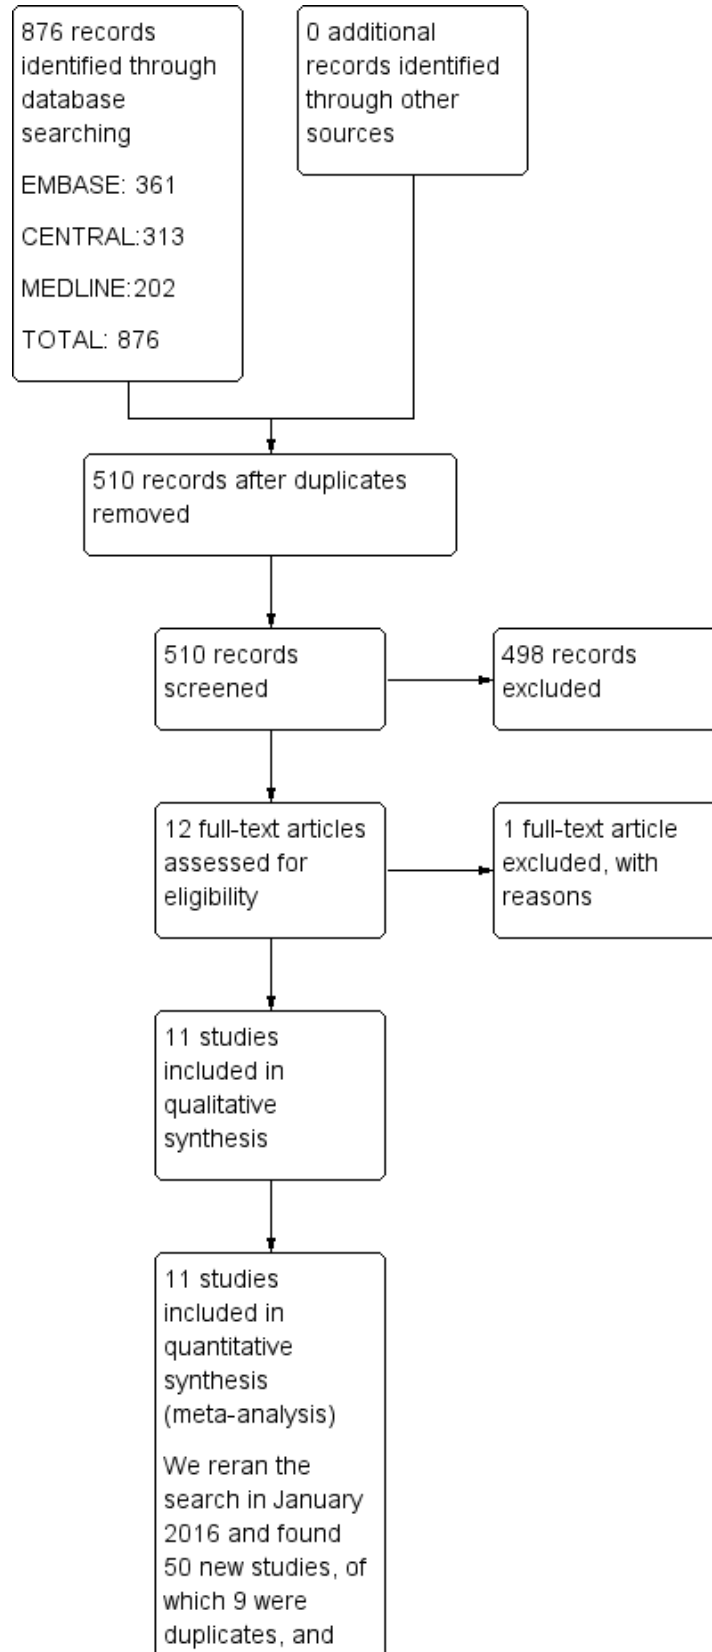 876 records
identified through
database
searching
EMBASE: 361
CENTRAL:313
MEDLINE:202
TOTAL: 876
0 additional
records identified
through other
sources
510 records after duplicates
removed
510 records
screened
498 records
excluded
12 full-text articles
assessed for
eligibility
1 full-text article
excluded, with
reasons
11 studies
included in
qualitative
synthesis
11 studies
included in
quantitative
synthesis
(meta-analysis)
We reran the
search in January
2016 and found
50 new studies, of
which 9 were
duplicates, and